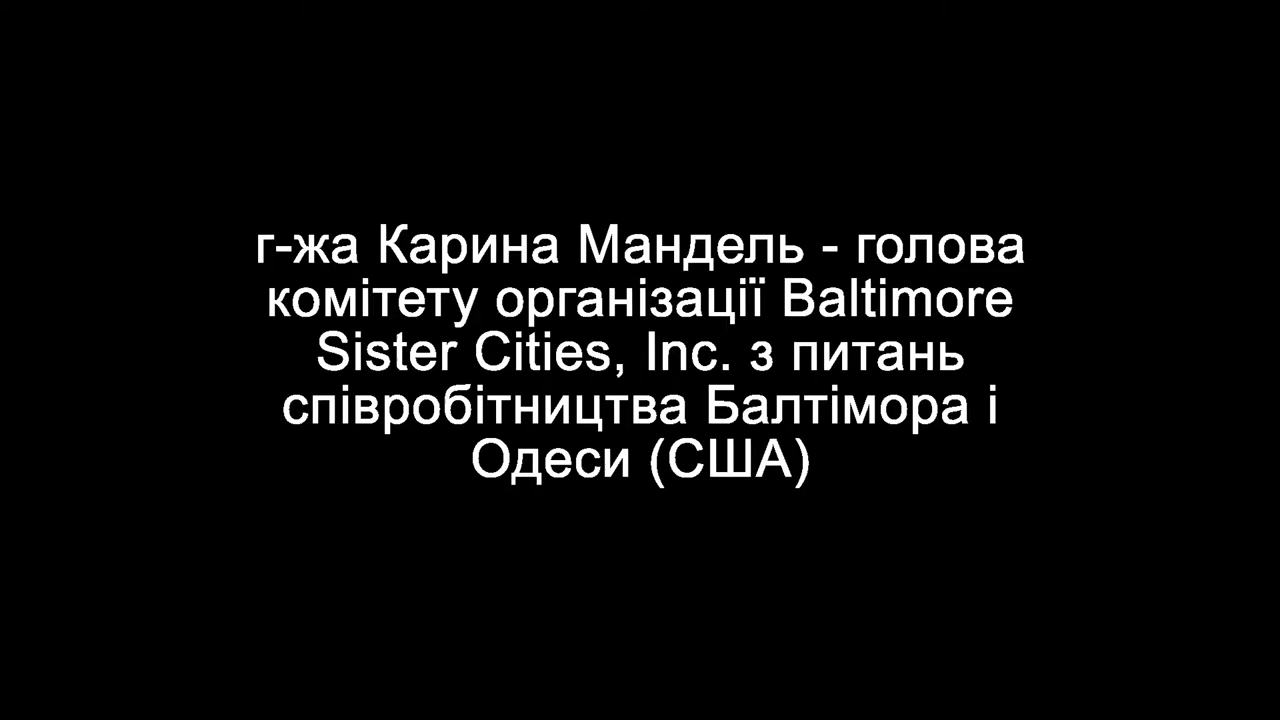 г-жа Карина Мандель - голова
комітету організації Baltimore
Sister Cities, Inc. з питань
співробітництва Балтімора і
Одеси (США)